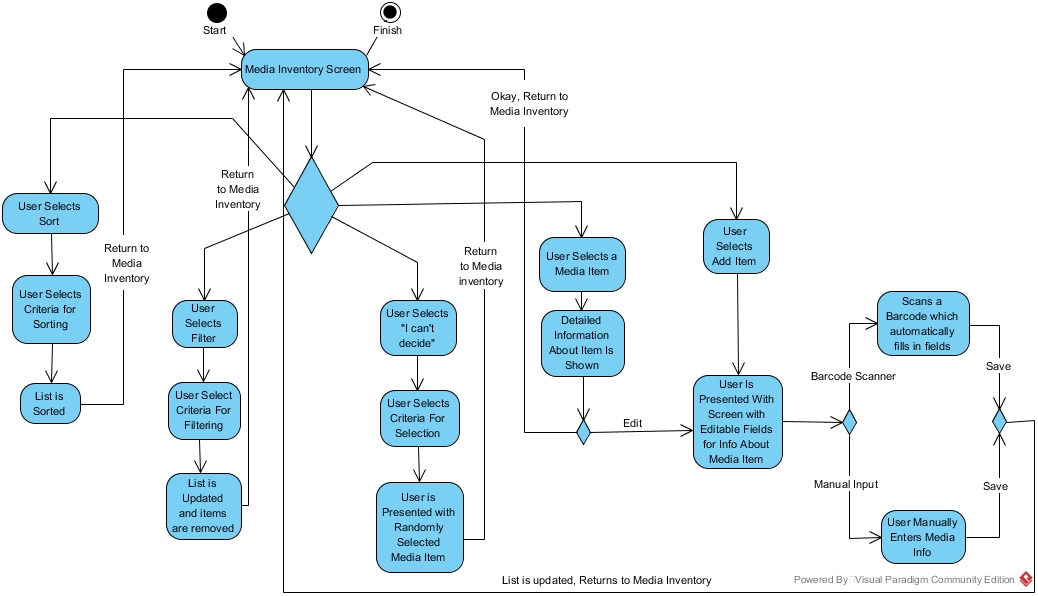 Start
Finish
Media Inventory Screen
Okay, Return to
Media Inventory
Return
to Media
Inventory
User Selects
Sort
Return to
Media
Inventory
User Selects
Criteria for
Sorting
List is
Sorted
User
Selects
Filter
User Select
Criteria For
Filtering
List is
Updated
and items
are removed
User Selects
"I can't
decide"
User Selects
Criteria For
Selection
User is
Presented with
Randomly
Selected
Media Item
Return
to Media
inventory
User Selects a
Media Item
Detailed
Information
About Item Is
Shown
Edit
User
Selects
Add Item
User Is
Presented With
Screen with
Editable Fields
for Info About
Media Item
Barcode Scanner
Scans a
Barcode which
automatically
fills in fields
Save
Manual Input
User Manually
Enters Media
Info
Save
List is updated, Returns to Media Inventory
Powered By Visual Paradigm Community Edition